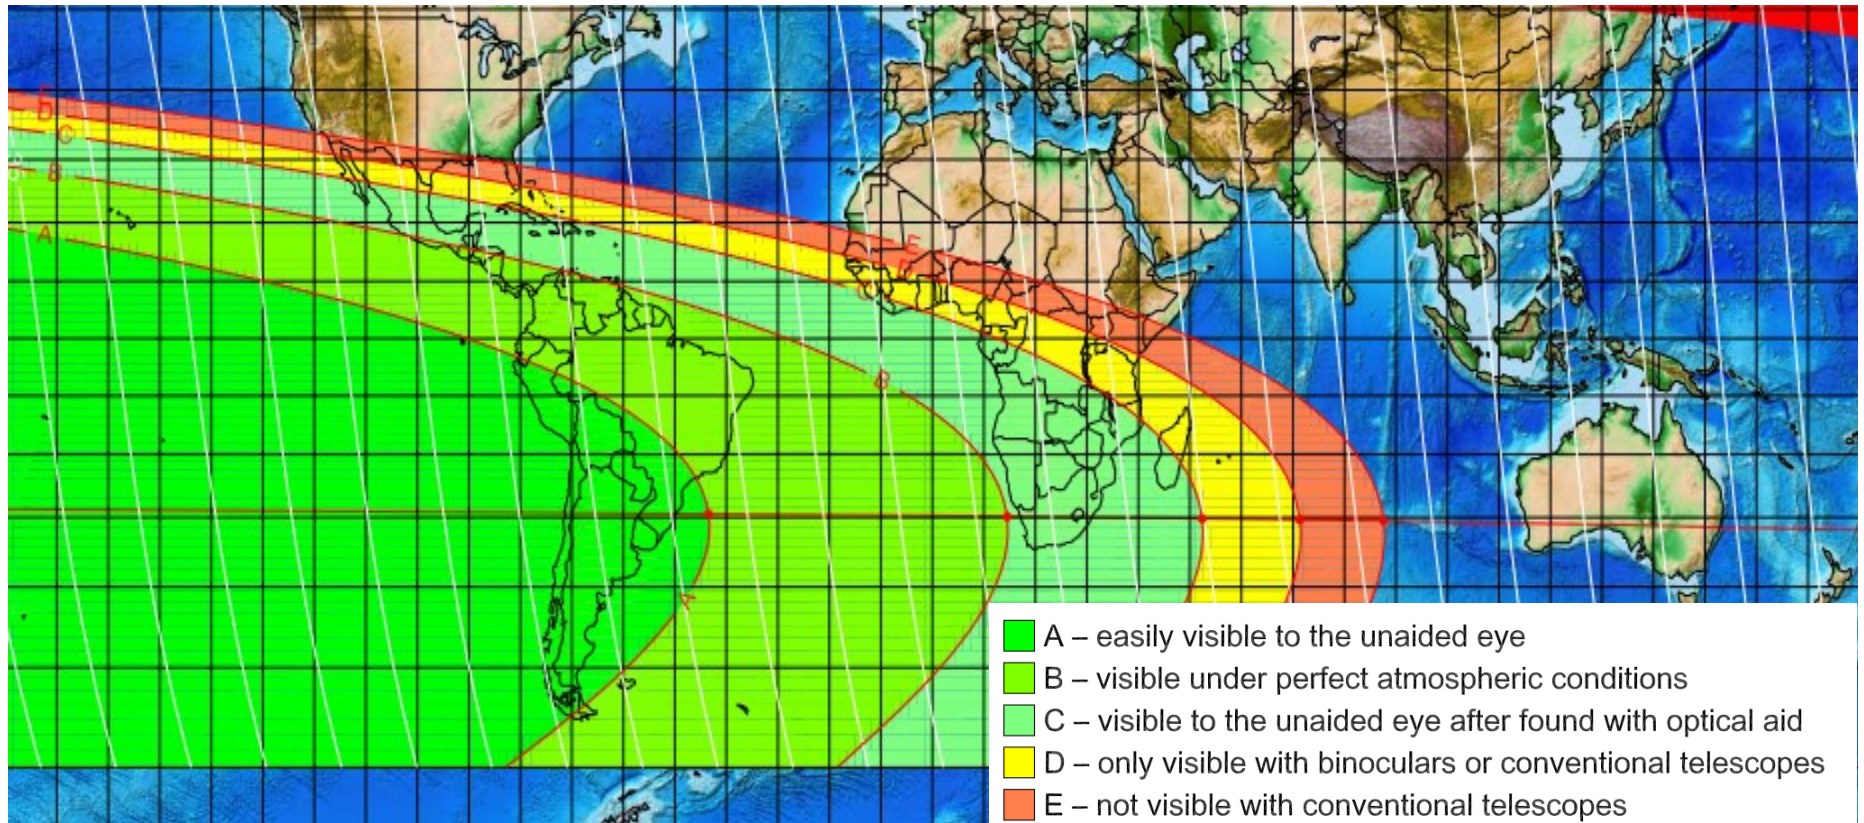 E
D
C
B
A
E
D
C
B
A
A – easily visible to the unaided eye
B – visible under perfect atmospheric conditions
C – visible to the unaided eye after found with optical aid
D – only visible with binoculars or conventional telescopes
E – not visible with conventional telescopes